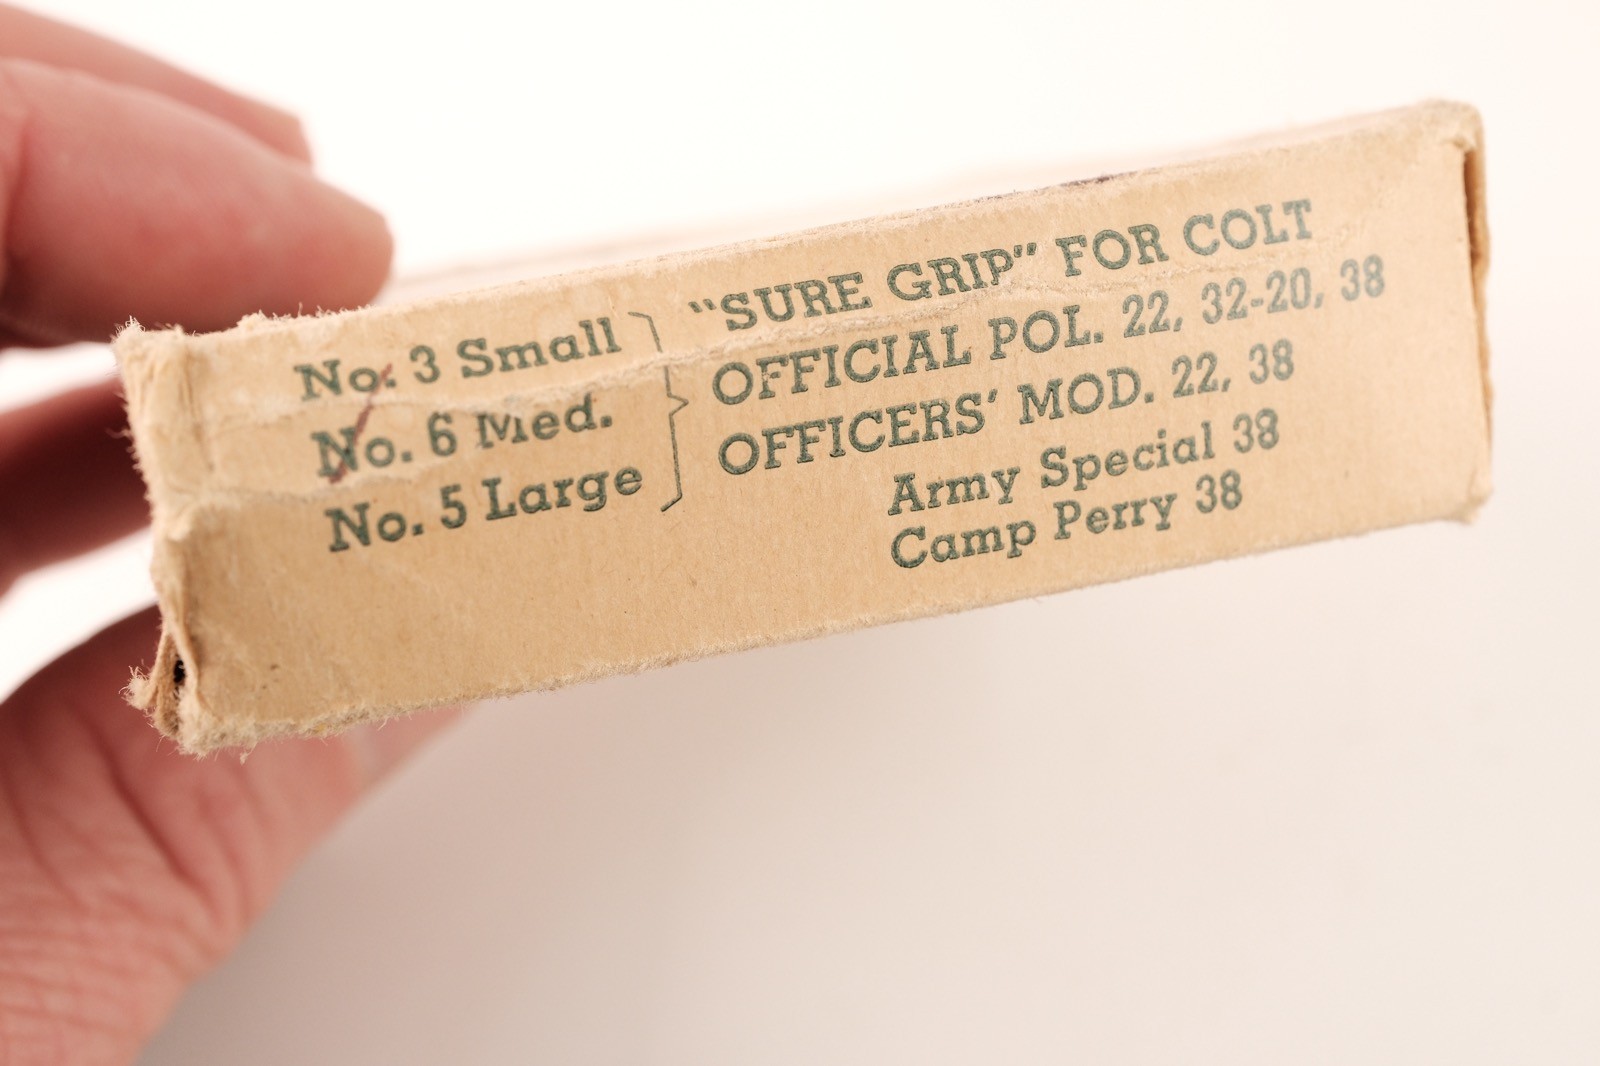 No. 3 Small
No. 6 Med.
No. 5 Large
"SURE GRIP" FOR COLT
OFFICIAL POL. 22, 32-20, 38
OFFICERS' MOD. 22, 38
Army Special 38
Camp Perry 38